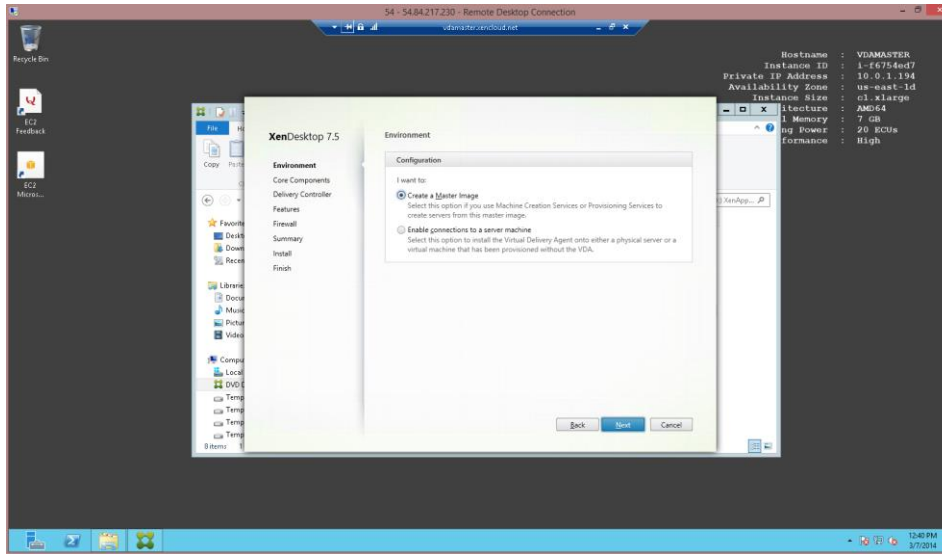 54 - 54.84.217.230 - Remote Desktop Connection
vdamaster.xencloud.net
Recycle Bin
EC2
Feedback
EC2
Micros...
Hostname : VDAMASTER
Instance ID : i-f6754ed7
Private IP Address : 10.0.1.194
Availability Zone : us-east-1d
Instance Size : c1.xlarge
itecture : AMD64
l Memory : 7 GB
ng Power : 20 ECUs
formance : High
File
Copy
XenApp...
Favorite
Deskt
Down
Recen
Librarie
Docu
Music
Pictur
Video
Compu
Local
DVD D
Temp
Temp
Temp
Temp
8 items
XenDesktop 7.5
Environment
Core Components
Delivery Controller
Features
Firewall
Summary
Install
Finish
Environment
Configuration
I want to:
Create a Master Image
Select this option if you use Machine Creation Services or Provisioning Services to
create servers from this master image.
Enable connections to a server machine
Select this option to install the Virtual Delivery Agent onto either a physical server or a
virtual machine that has been provisioned without the VDA.
Back Next Cancel
12:40 PM
3/7/2014